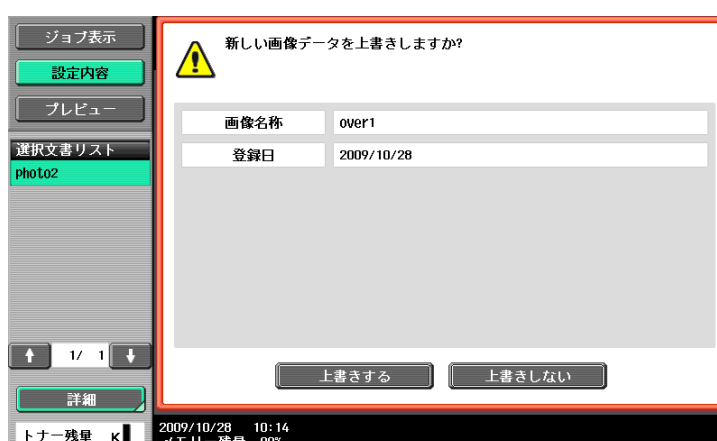 ジョブ表示
設定内容
プレビュー
選択文書リスト
photo2
1/ 1
詳細
トナー残量 K
新しい画像データを上書きしますか?
画像名称 over1
登録日 2009/10/28
上書きする 上書きしない
2009/10/28 10:14